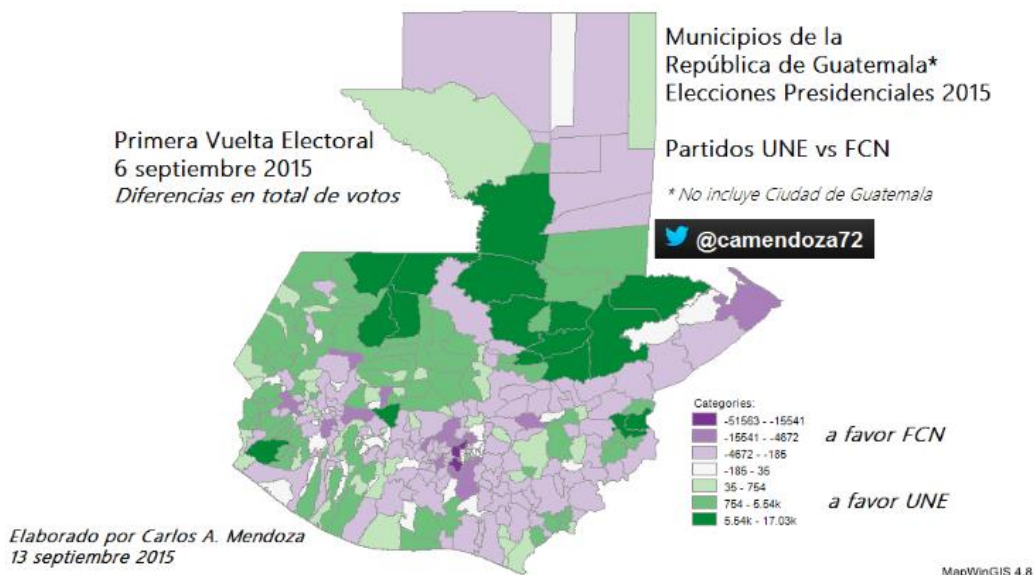 Municipios de la
República de Guatemala*
Elecciones Presidenciales 2015
Primera Vuelta Electoral
6 septiembre 2015
Diferencias en total de votos
Partidos UNE vs FCN
* No incluye Ciudad de Guatemala
@camendoza72
Categories:
-51563 - -15541
-15541 - -4672
-4672 - -186
-185 - 35
35 - 754
754 - 5.54k
5.54k - 17.03k
a favor FCN
a favor UNE
Elaborado por Carlos A. Mendoza
13 septiembre 2015
MapWinGIS 4.8